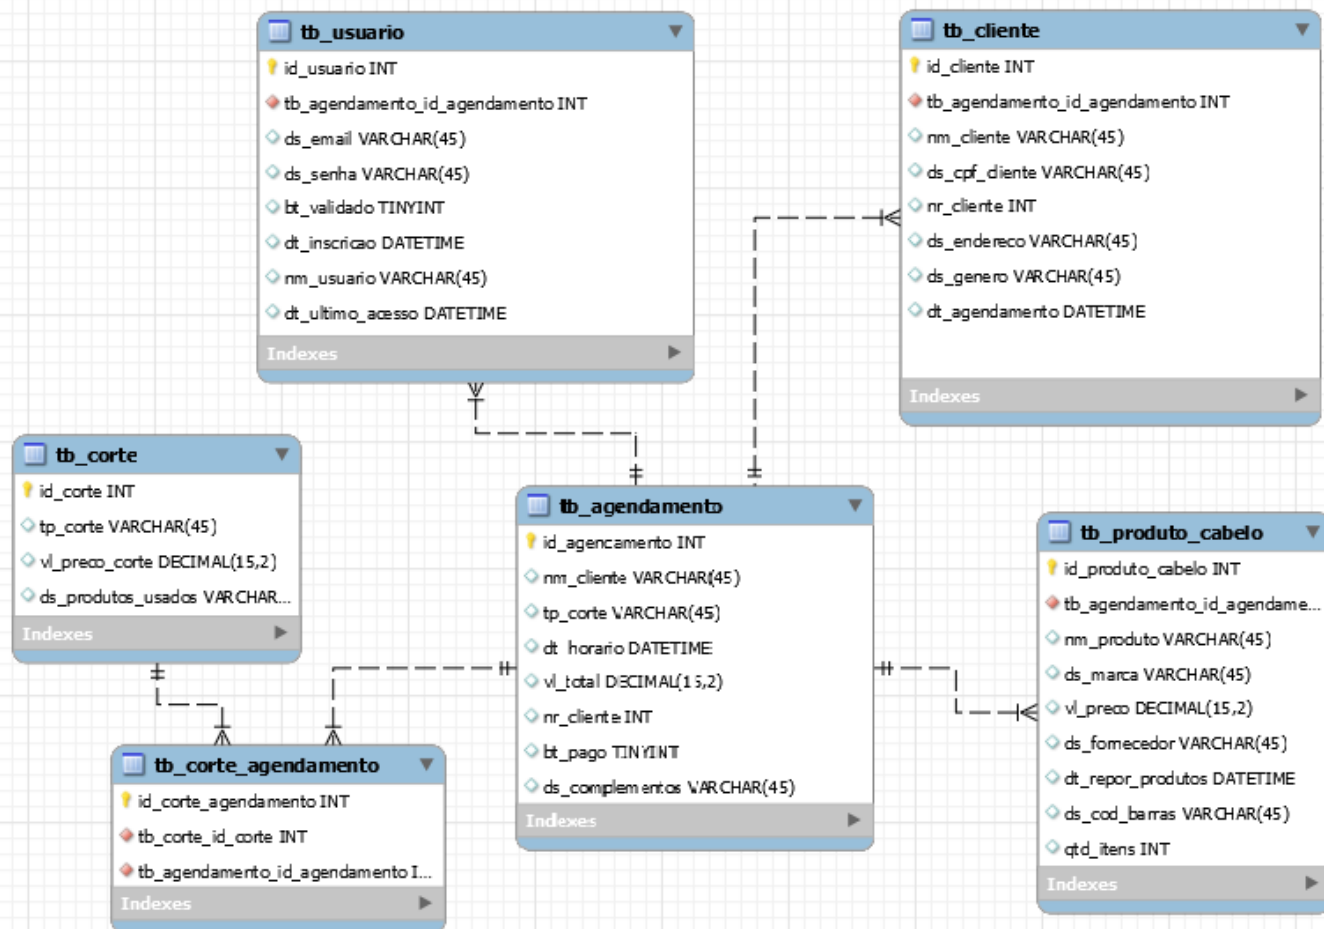 tb_usuario
id_usuario INT
tb_agendamento_id_agendamento INT
ds_email VARCHAR(45)
ds_senha VARCHAR(45)
bt_validado TINYINT
dt_inscricao DATETIME
nm_usuario VARCHAR(45)
dt_ultimo_acesso DATETIME
Indexes
tb_cliente
id_cliente INT
tb_agendamento_id_agendamento INT
nm_cliente VARCHAR(45)
ds_cpf_cliente VARCHAR(45)
nr_cliente INT
ds_endereco VARCHAR(45)
ds_genero VARCHAR(45)
dt_agendamento DATETIME
Indexes
tb_corte
id_corte INT
tp_corte VARCHAR(45)
vl_preco_corte DECIMAL(15,2)
ds_produtos_usados VARCHAR...
Indexes
tb_agendamento
id_agencamento INT
nm_cliente VARCHAR(45)
tp_corte VARCHAR(45)
dt_horario DATETIME
vl_total DECIMAL(15,2)
nr_cliente INT
bt_pago TINYINT
ds_complementos VARCHAR(45)
Indexes
tb_produto_cabelo
id_produto_cabelo INT
tb_agendamento_id_agendame...
nm_produto VARCHAR(45)
ds_marca VARCHAR(45)
vl_preco DECIMAL(15,2)
ds_fornecedor VARCHAR(45)
dt_repor_produtos DATETIME
ds_cod_barras VARCHAR(45)
qtd_itens INT
Indexes
tb_corte_agendamento
id_corte_agendamento INT
tb_corte_id_corte INT
tb_agendamento_id_agendamento I...
Indexes